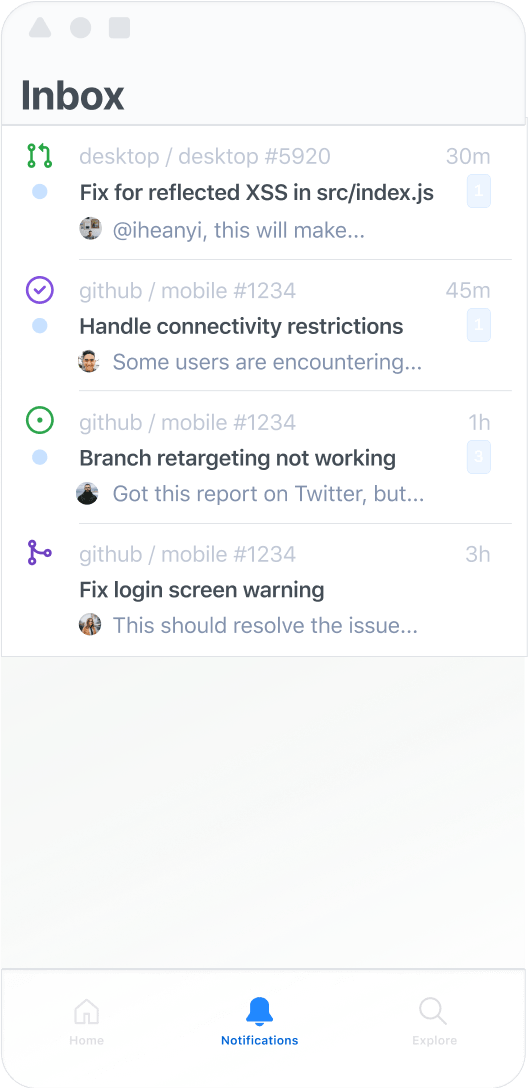 Inbox
desktop / desktop #5920 30m
Fix for reflected XSS in src/index.js 1
@iheanyi, this will make...
github / mobile #1234 45m
Handle connectivity restrictions 1
Some users are encountering...
github / mobile #1234 1h
Branch retargeting not working 3
Got this report on Twitter, but...
github / mobile #1234 3h
Fix login screen warning
This should resolve the issue...
Home Notifications Explore